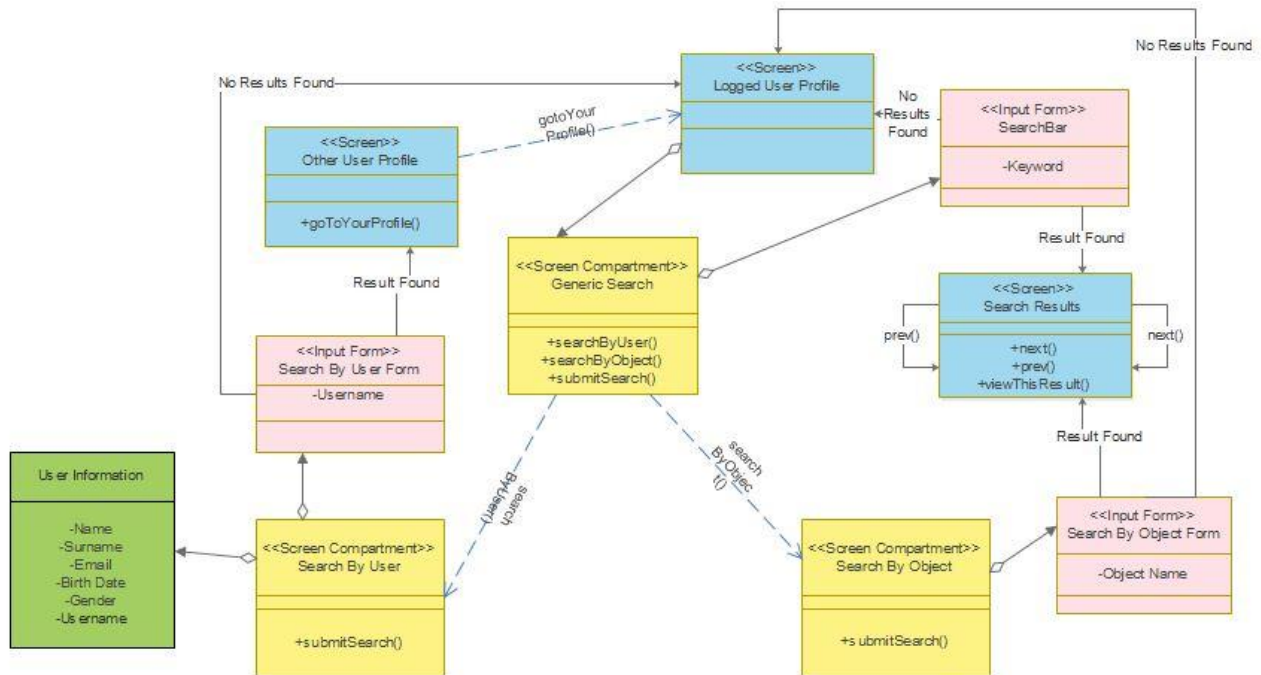 No Results Found
<<Screen>>
Logged User Profile
No Results Found
No
Results
Found
<<Input Form>>
SearchBar
-Keyword
gotoYour
Profile()
<<Screen>>
Other User Profile
+goToYourProfile()
Result Found
<<Screen Compartment>>
Generic Search
+searchByUser()
+searchByObject()
+submitSearch()
Result Found
<<Screen>>
Search Results
prev()
next()
+next()
+prev()
+viewThisResult()
<<Input Form>>
Search By User Form
-Username
Result Found
search
ByUser()
search
ByObjec
t()
User Information
-Name
-Surname
-Email
-Birth Date
-Gender
-Username
<<Screen Compartment>>
Search By User
+submitSearch()
<<Screen Compartment>>
Search By Object
+submitSearch()
<<Input Form>>
Search By Object Form
-Object Name